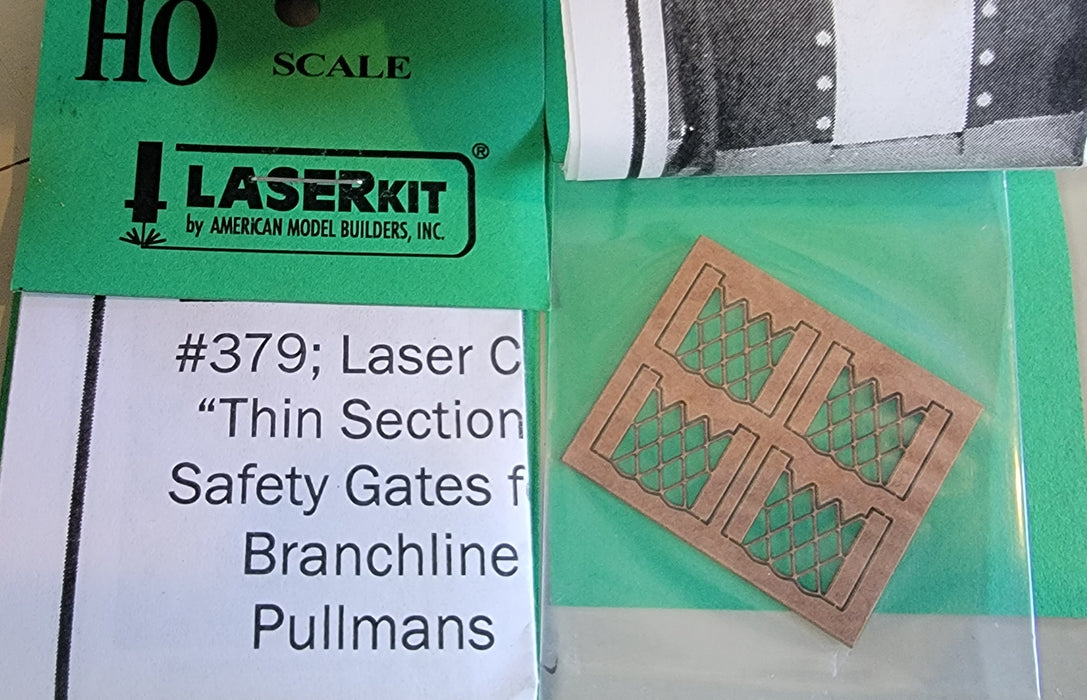 HO
SCALE
LASERKIT®
by AMERICAN MODEL BUILDERS, INC.
#379; Laser C
“Thin Section
Safety Gates f
Branchline
Pullmans